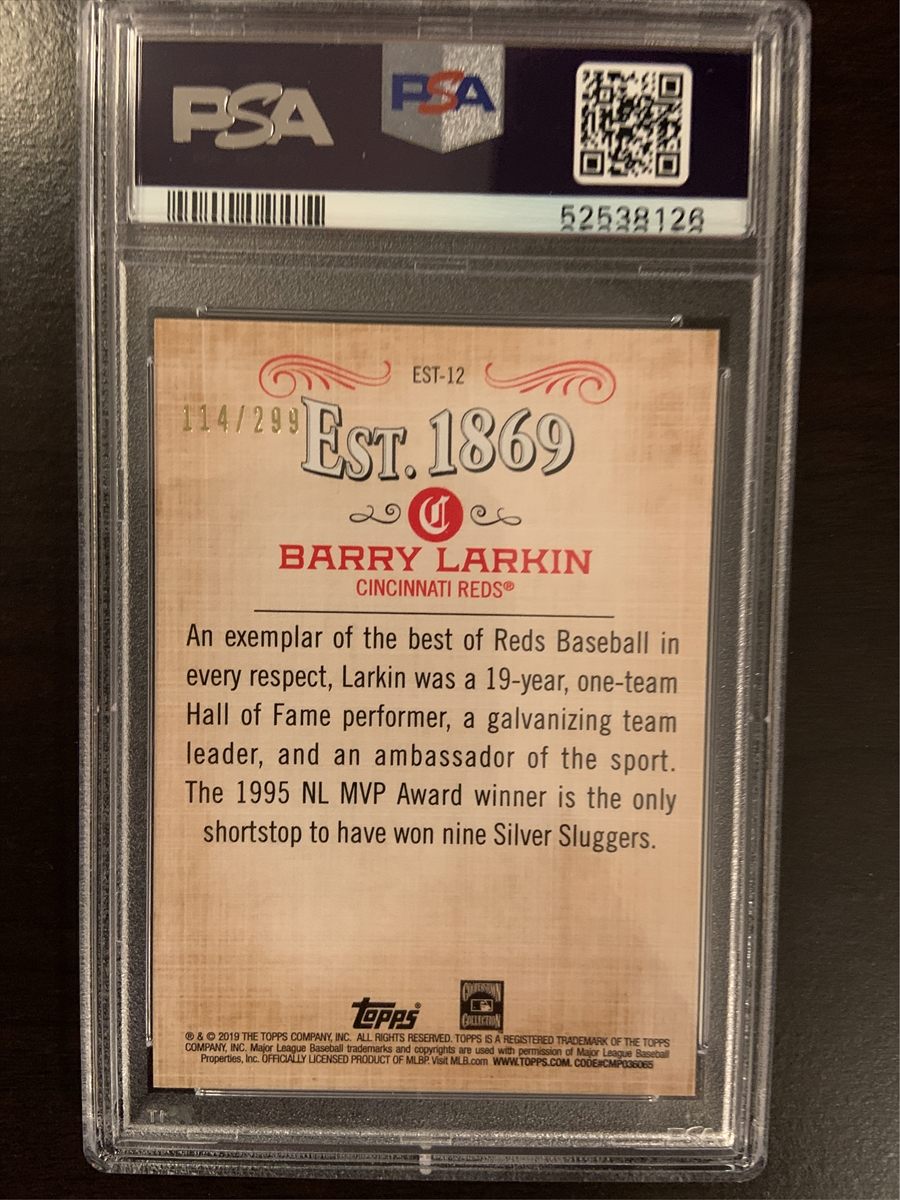 PSA PSA
52538126
EST-12
114/299
EST. 1869
C
BARRY LARKIN
CINCINNATI REDS®
An exemplar of the best of Reds Baseball in
every respect, Larkin was a 19-year, one-team
Hall of Fame performer, a galvanizing team
leader, and an ambassador of the sport.
The 1995 NL MVP Award winner is the only
shortstop to have won nine Silver Sluggers.
topps®
COOPERSTOWN
COLLECTION
® & © 2019 THE TOPPS COMPANY, INC. ALL RIGHTS RESERVED. TOPPS IS A REGISTERED TRADEMARK OF THE TOPPS
COMPANY, INC. Major League Baseball trademarks and copyrights are used with permission of Major League Baseball
Properties, Inc. OFFICIALLY LICENSED PRODUCT OF MLBP. Visit MLB.com WWW.TOPPS.COM. CODE#CMP036065
PSA